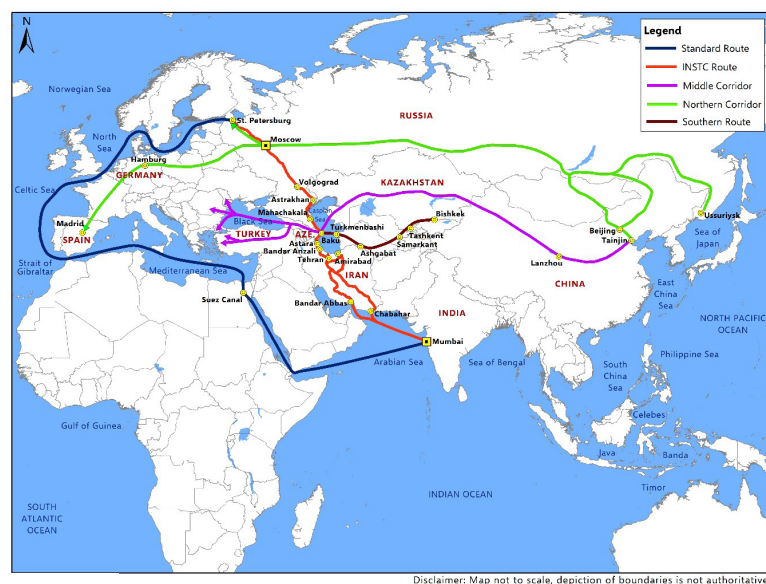 N
Legend
Standard Route
INSTC Route
Middle Corridor
Northern Corridor
Southern Route
Norwegian Sea
RUSSIA
St. Petersburg
North
Sea
Moscow
Hamburg
GERMANY
Celtic Sea
Volgograd
KAZAKHSTAN
Astrakhan
Mahachakala
Caspian
Sea
Black Sea
Bishkek
Ussuriysk
Madrid
SPAIN
TURKEY
AZE
Turkmenbashi
Baku
Tashkent
Samarkant
Ashgabat
Beijing
Tainjin
Sea of
Japan
Astara
Bandar Anzali
Tehran
Amirabad
IRAN
Lanzhou
CHINA
Strait of
Gibraltar
Mediterranean Sea
Suez Canal
Bandar Abbas
Chabahar
INDIA
East
China
Sea
NORTH PACIFIC
OCEAN
Mumbai
Arabian Sea
Sea of Bengal
South
China
Sea
Philippine Sea
Gulf of Guinea
Celebes
Java
Banda
Timor
SOUTH
ATLANTIC
OCEAN
INDIAN OCEAN
Disclaimer: Map not to scale, depiction of boundaries is not authoritative